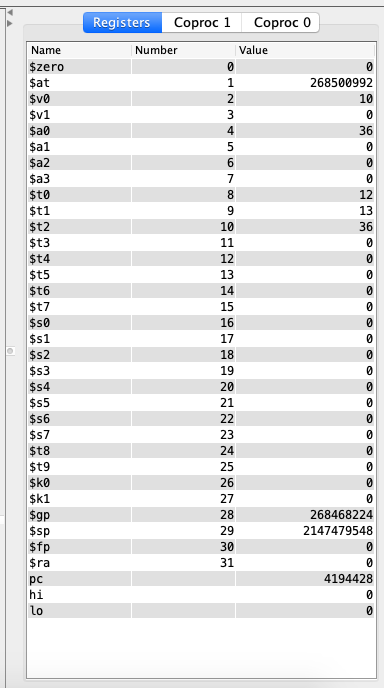 Registers Coproc 1 Coproc 0
Name Number Value
$zero 0 0
$at 1 268500992
$v0 2 10
$v1 3 0
$a0 4 36
$a1 5 0
$a2 6 0
$a3 7 0
$t0 8 12
$t1 9 13
$t2 10 36
$t3 11 0
$t4 12 0
$t5 13 0
$t6 14 0
$t7 15 0
$s0 16 0
$s1 17 0
$s2 18 0
$s3 19 0
$s4 20 0
$s5 21 0
$s6 22 0
$s7 23 0
$t8 24 0
$t9 25 0
$k0 26 0
$k1 27 0
$gp 28 268468224
$sp 29 2147479548
$fp 30 0
$ra 31 0
pc 4194428
hi 0
lo 0